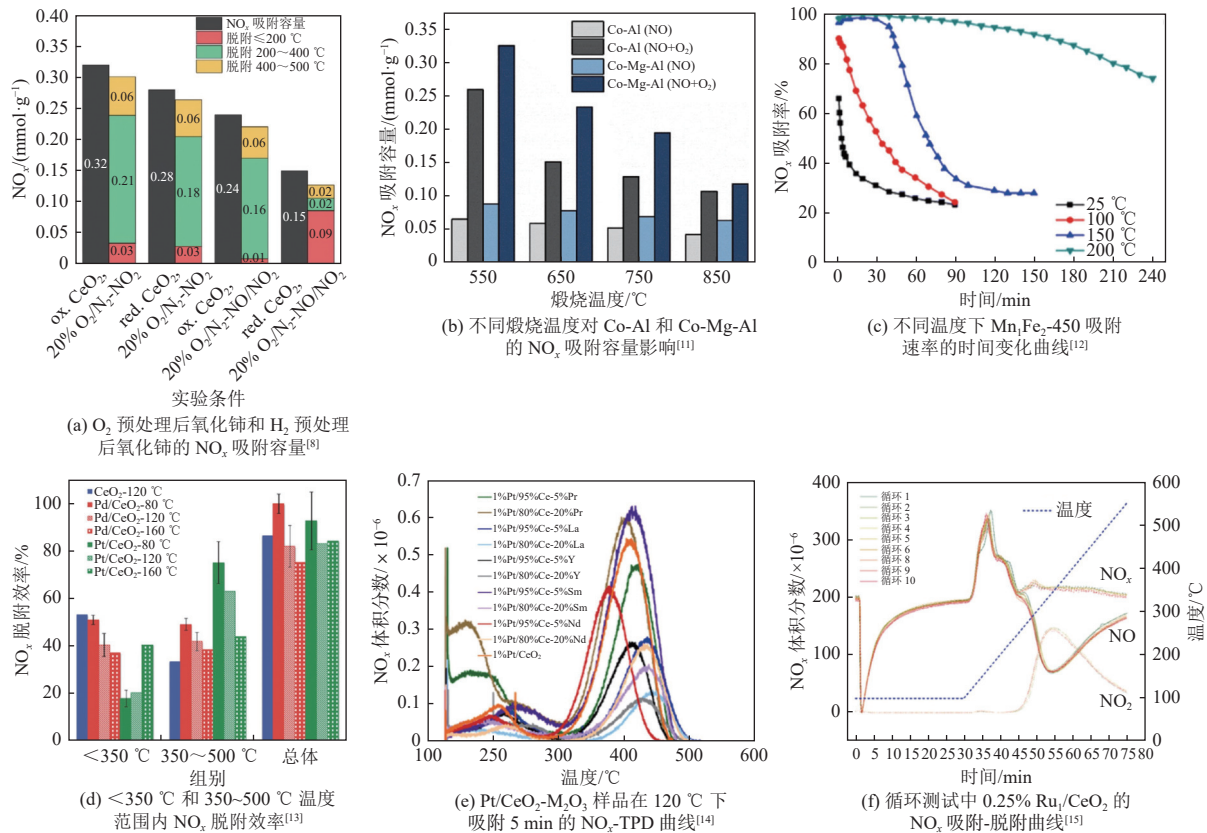 NOₓ 吸附容量
脱附≤200 ℃
脱附 200～400 ℃
脱附 400～500 ℃
NOₓ/(mmol·g⁻¹)
0.40
0.35
0.30
0.25
0.20
0.15
0.10
0.05
0
0.32
0.06
0.21
0.03
0.28
0.06
0.18
0.03
0.24
0.06
0.16
0.01
0.15
0.02
0.02
0.09
ox. CeO₂,
20% O₂/N₂-NO₂
red. CeO₂,
20% O₂/N₂-NO₂
ox. CeO₂,
20% O₂/N₂-NO/NO₂
red. CeO₂,
20% O₂/N₂-NO/NO₂
实验条件
(a) O₂ 预处理后氧化铈和 H₂ 预处理
后氧化铈的 NOₓ 吸附容量[8]
Co-Al (NO)
Co-Al (NO+O₂)
Co-Mg-Al (NO)
Co-Mg-Al (NO+O₂)
NOₓ 吸附容量/(mmol·g⁻¹)
0.35
0.30
0.25
0.20
0.15
0.10
0.05
0
550 650 750 850
煅烧温度/℃
(b) 不同煅烧温度对 Co-Al 和 Co-Mg-Al
的 NOₓ 吸附容量影响[11]
NOₓ 吸附率/%
100
80
60
40
20
0
25 ℃
100 ℃
150 ℃
200 ℃
0 30 60 90 120 150 180 210 240
时间/min
(c) 不同温度下 Mn₁Fe₂-450 吸附
速率的时间变化曲线[12]
CeO₂-120 ℃
Pd/CeO₂-80 ℃
Pd/CeO₂-120 ℃
Pd/CeO₂-160 ℃
Pt/CeO₂-80 ℃
Pt/CeO₂-120 ℃
Pt/CeO₂-160 ℃
NOₓ 脱附效率/%
100
80
60
40
20
0
＜350 ℃ 350～500 ℃ 总体
组别
(d) ＜350 ℃ 和 350~500 ℃ 温度
范围内 NOₓ 脱附效率[13]
1%Pt/95%Ce-5%Pr
1%Pt/80%Ce-20%Pr
1%Pt/95%Ce-5%La
1%Pt/80%Ce-20%La
1%Pt/95%Ce-5%Y
1%Pt/80%Ce-20%Y
1%Pt/95%Ce-5%Sm
1%Pt/80%Ce-20%Sm
1%Pt/95%Ce-5%Nd
1%Pt/80%Ce-20%Nd
1%Pt/CeO₂
NOₓ 体积分数/×10⁻⁶
0.6
0.5
0.4
0.3
0.2
0.1
0
100 200 300 400 500 600
温度/℃
(e) Pt/CeO₂-M₂O₃ 样品在 120 ℃ 下
吸附 5 min 的 NOₓ-TPD 曲线[14]
循环 1
循环 2
循环 3
循环 4
循环 5
循环 6
循环 8
循环 9
循环 10
温度
NOₓ
NO
NO₂
NOₓ 体积分数/×10⁻⁶
400
300
200
100
0
温度/℃
600
500
400
300
200
100
0
0 5 10 15 20 25 30 35 40 45 50 55 60 65 70 75 80
时间/min
(f) 循环测试中 0.25% Ru₁/CeO₂ 的
NOₓ 吸附-脱附曲线[15]